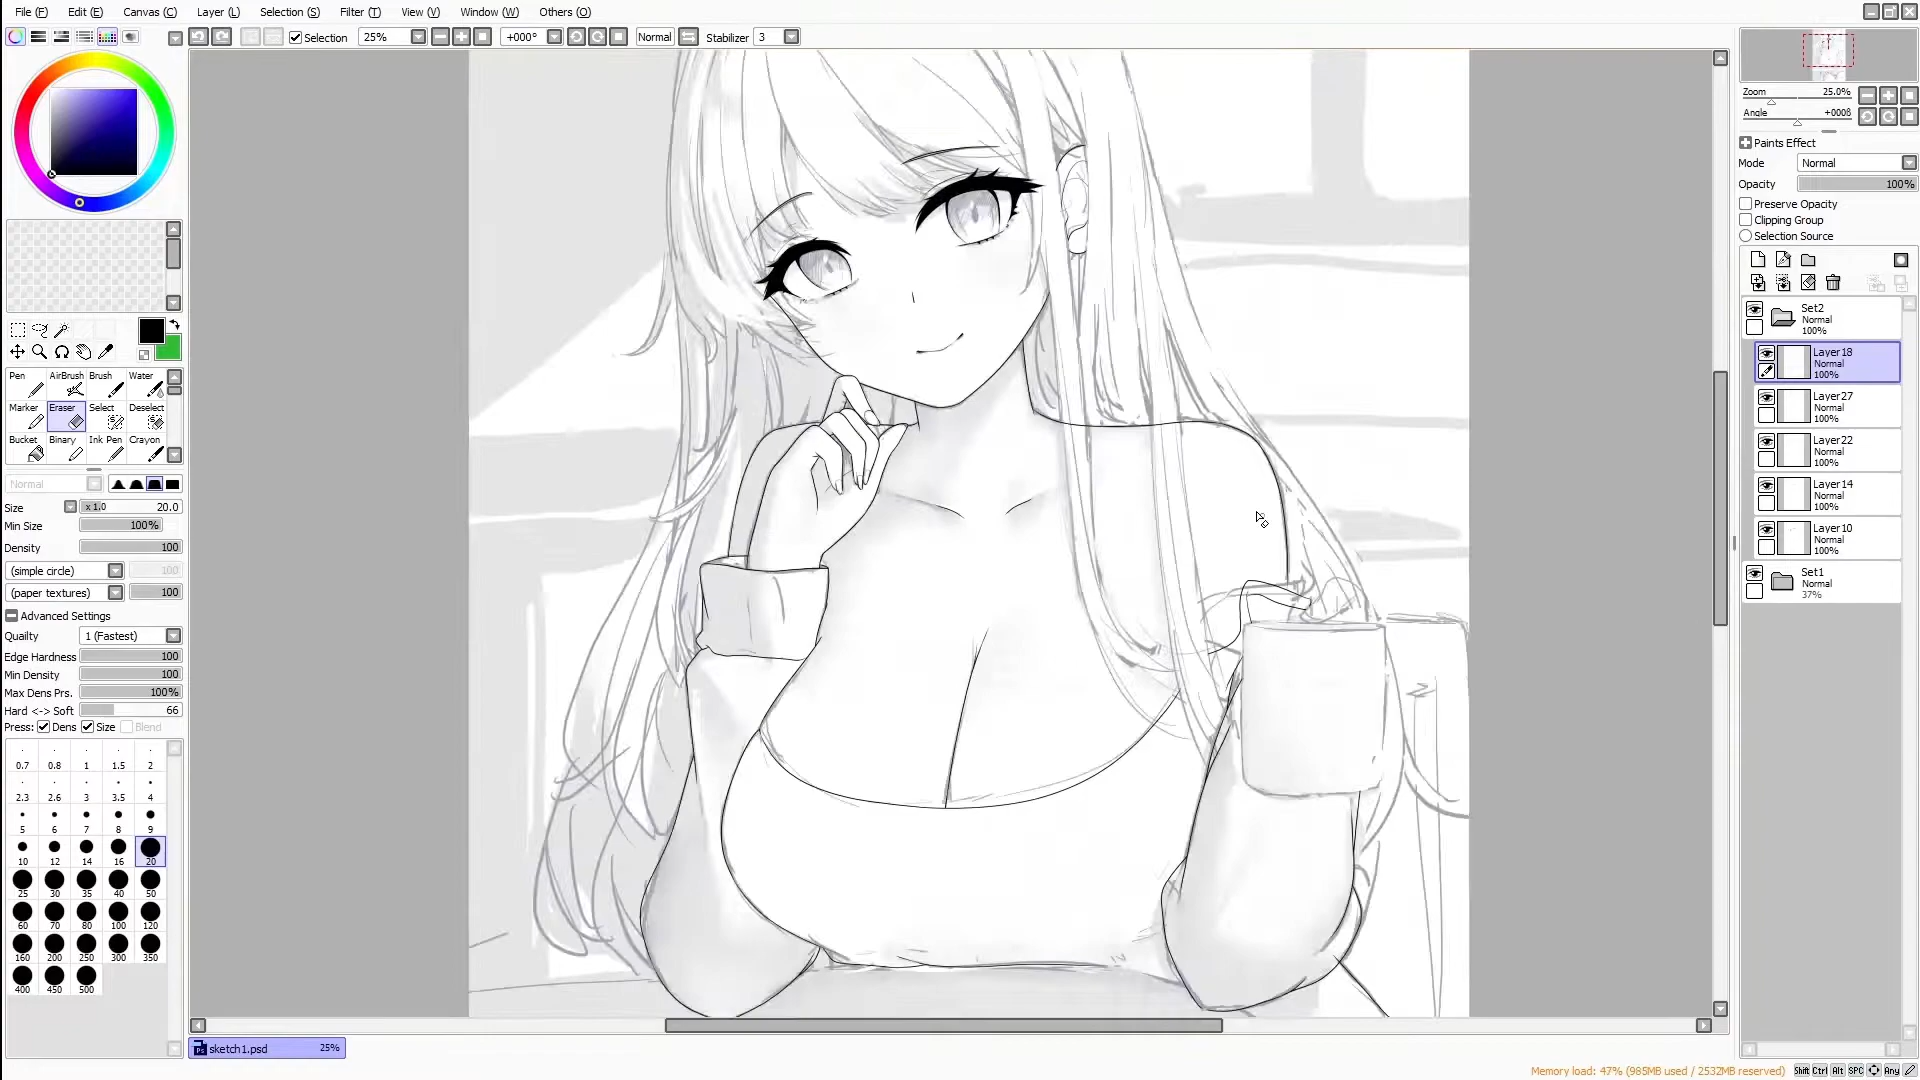 File (F) Edit (E) Canvas (C) Layer (L) Selection (S) Filter (T) View (V) Window (W) Others (O)
Selection 25% +000° Normal Stabilizer 3
Zoom 25.0%
Angle +000ß
Paints Effect
Mode Normal
Opacity 100%
Preserve Opacity
Clipping Group
Selection Source
Set2
Normal
100%
Layer18
Normal
100%
Layer27
Normal
100%
Layer22
Normal
100%
Layer14
Normal
100%
Layer10
Normal
100%
Set1
Normal
37%
Pen AirBrush Brush Water
Marker Eraser Select Deselect
Bucket Binary Ink Pen Crayon
Normal
Size x 1.0 20.0
Min Size 100%
Density 100
(simple circle) 100
(paper textures) 100
Advanced Settings
Quailty 1 (Fastest)
Edge Hardness 100
Min Density 100
Max Dens Prs. 100%
Hard <-> Soft 66
Press: Dens Size Blend
0.7 0.8 1 1.5 2
2.3 2.6 3 3.5 4
5 6 7 8 9
10 12 14 16 20
25 30 35 40 50
60 70 80 100 120
160 200 250 300 350
400 450 500
sketch1.psd 25%
Memory load: 47% (985MB used / 2532MB reserved) Shift Ctrl Alt SPC Any